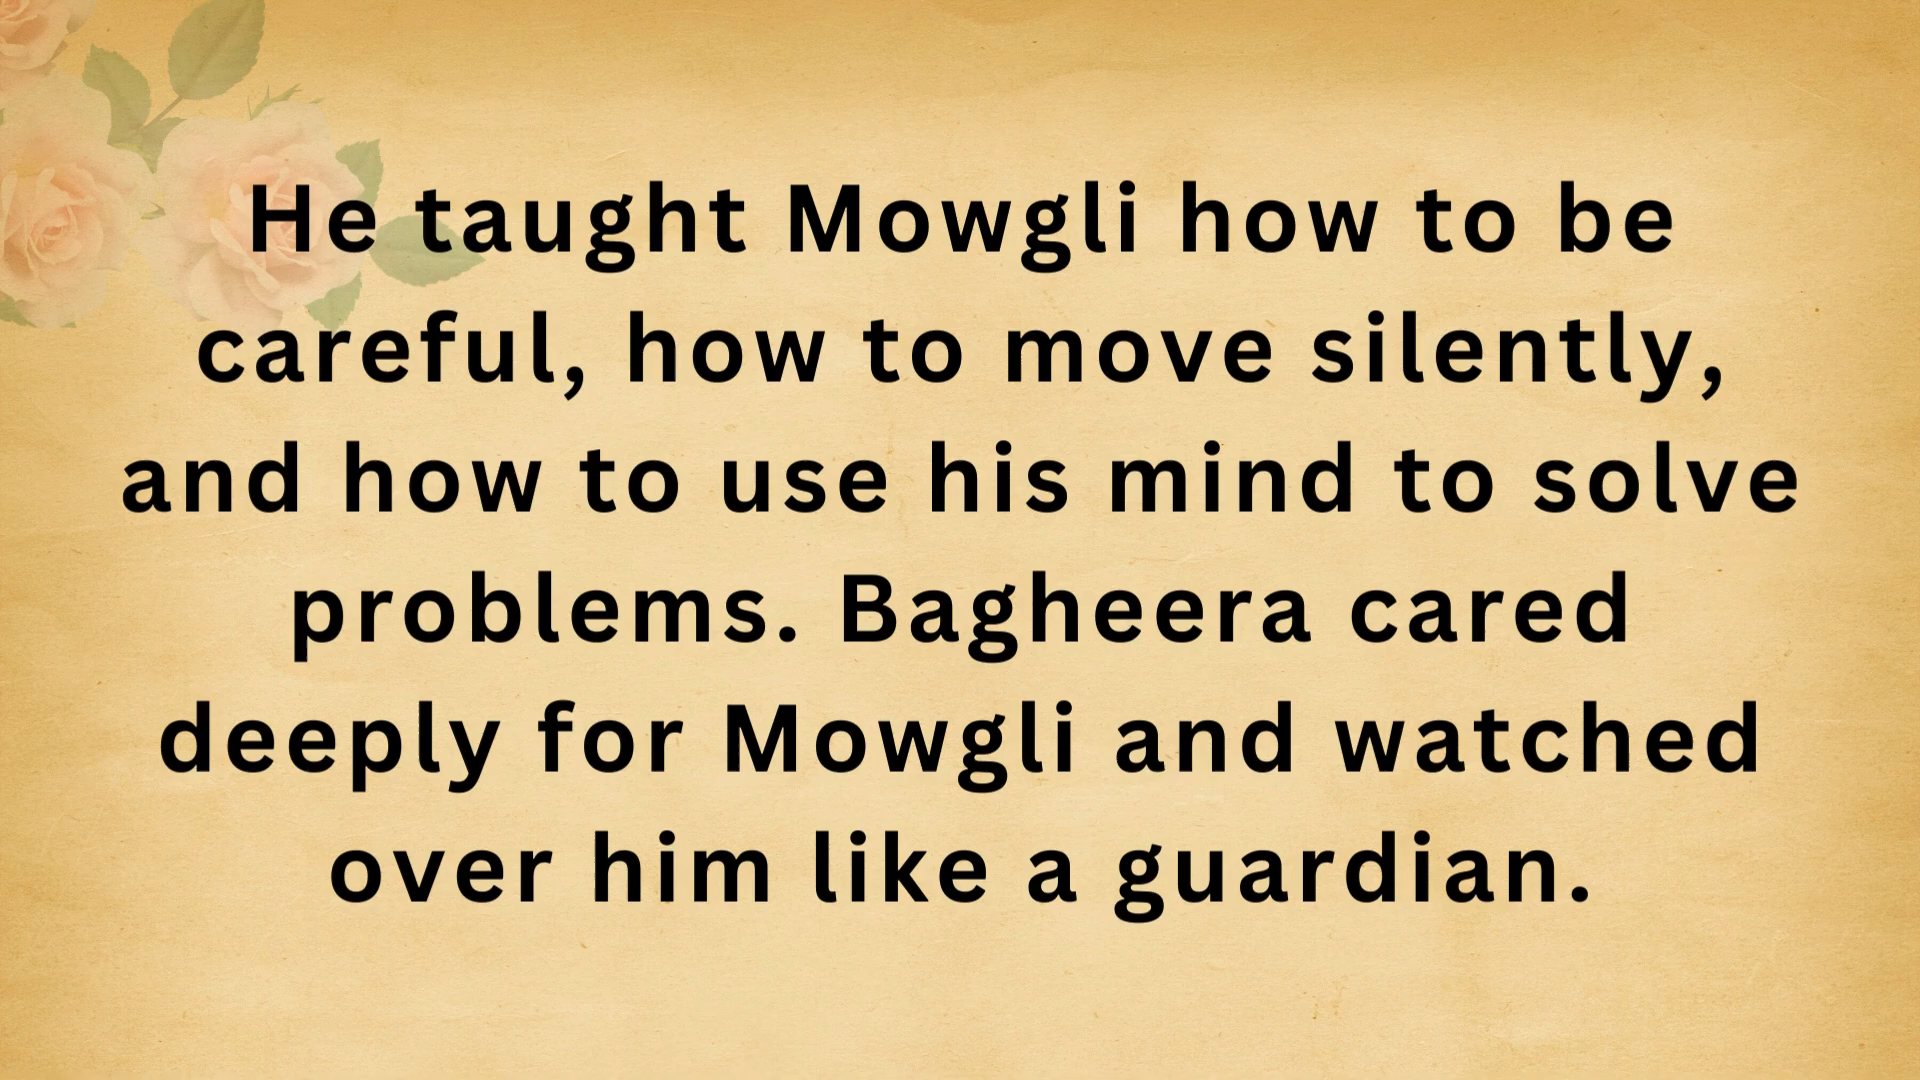 He taught Mowgli how to be
careful, how to move silently,
and how to use his mind to solve
problems. Bagheera cared
deeply for Mowgli and watched
over him like a guardian.